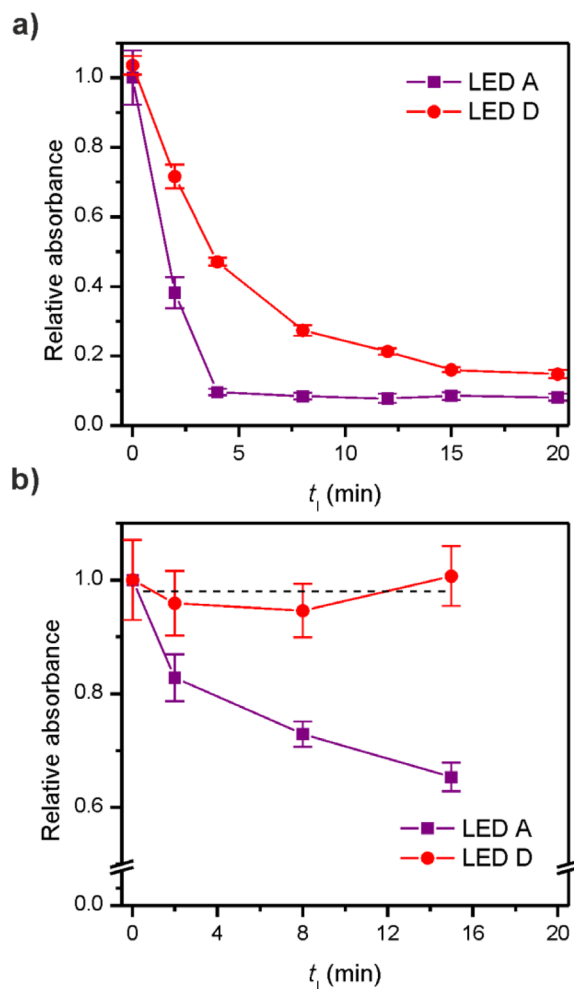 a)
Relative absorbance
1.0
0.8
0.6
0.4
0.2
0.0
LED A
LED D
0 5 10 15 20
t_I (min)
b)
Relative absorbance
1.0
0.8
0.6
0.0
LED A
LED D
0 4 8 12 16 20
t_I (min)